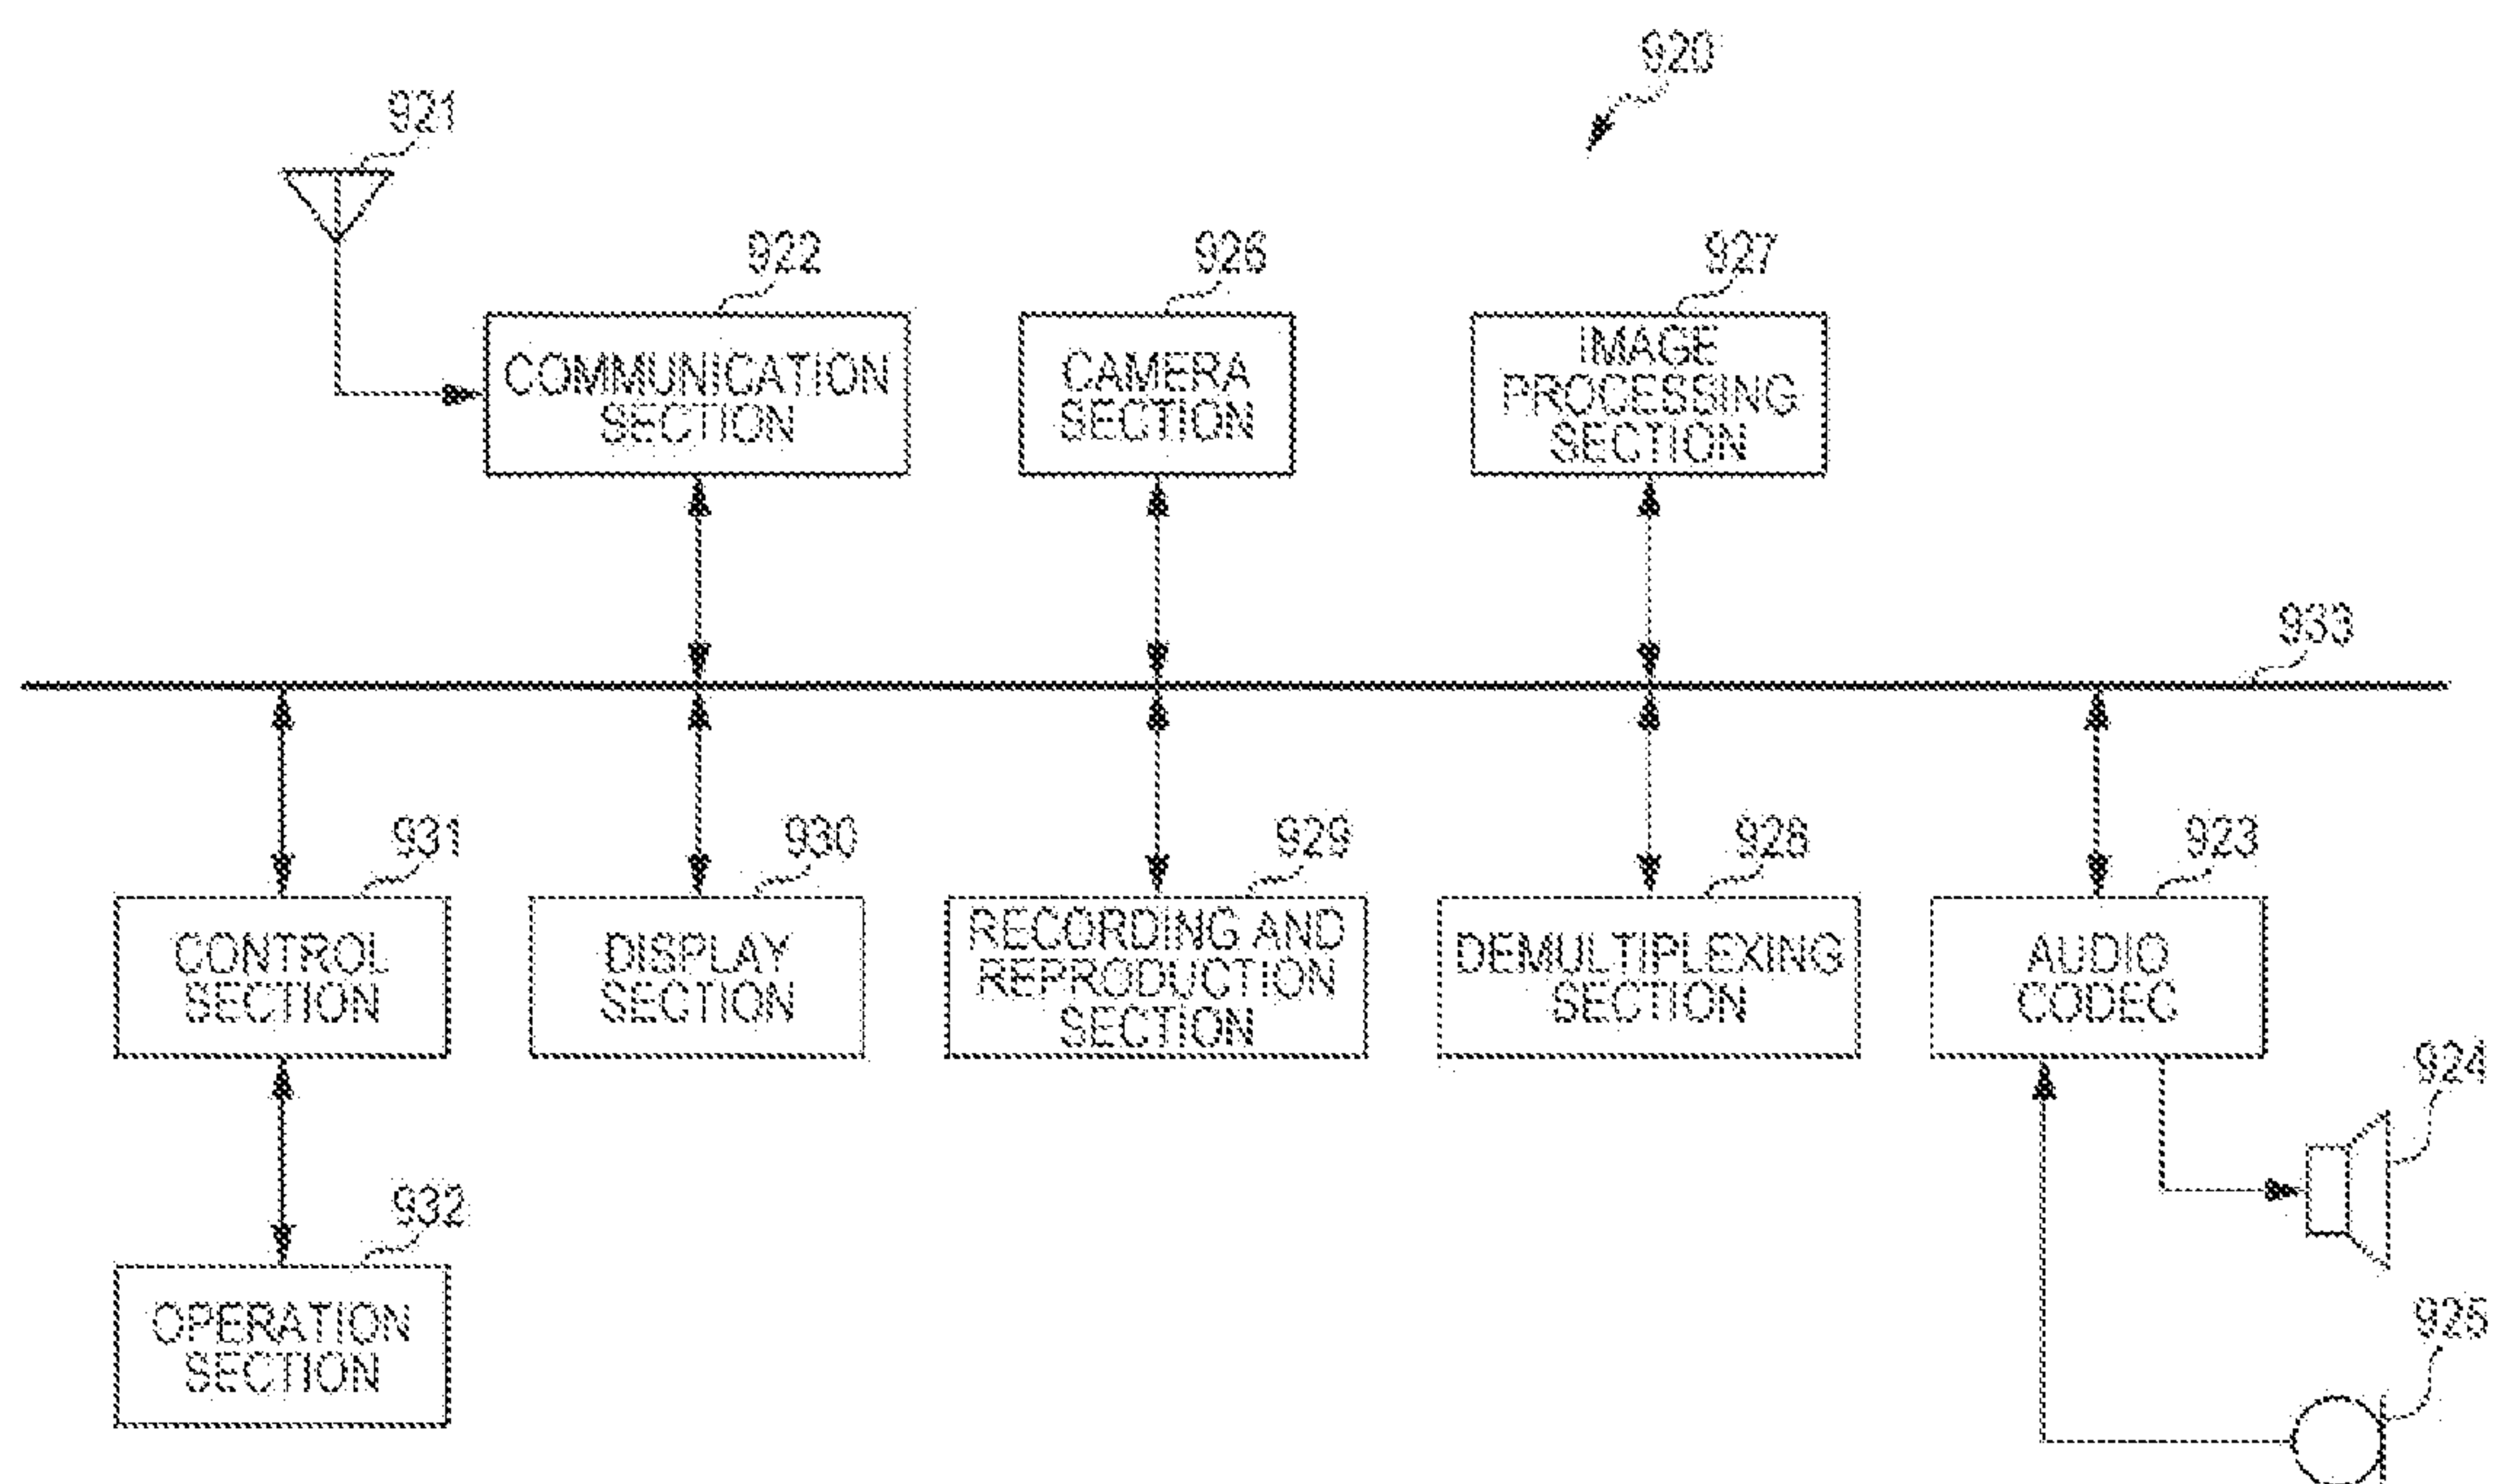 920
921
922
926
927
COMMUNICATION
SECTION
CAMERA
SECTION
IMAGE
PROCESSING
SECTION
933
931
930
929
928
923
CONTROL
SECTION
DISPLAY
SECTION
RECORDING AND
REPRODUCTION
SECTION
DEMULTIPLEXING
SECTION
AUDIO
CODEC
924
932
OPERATION
SECTION
925